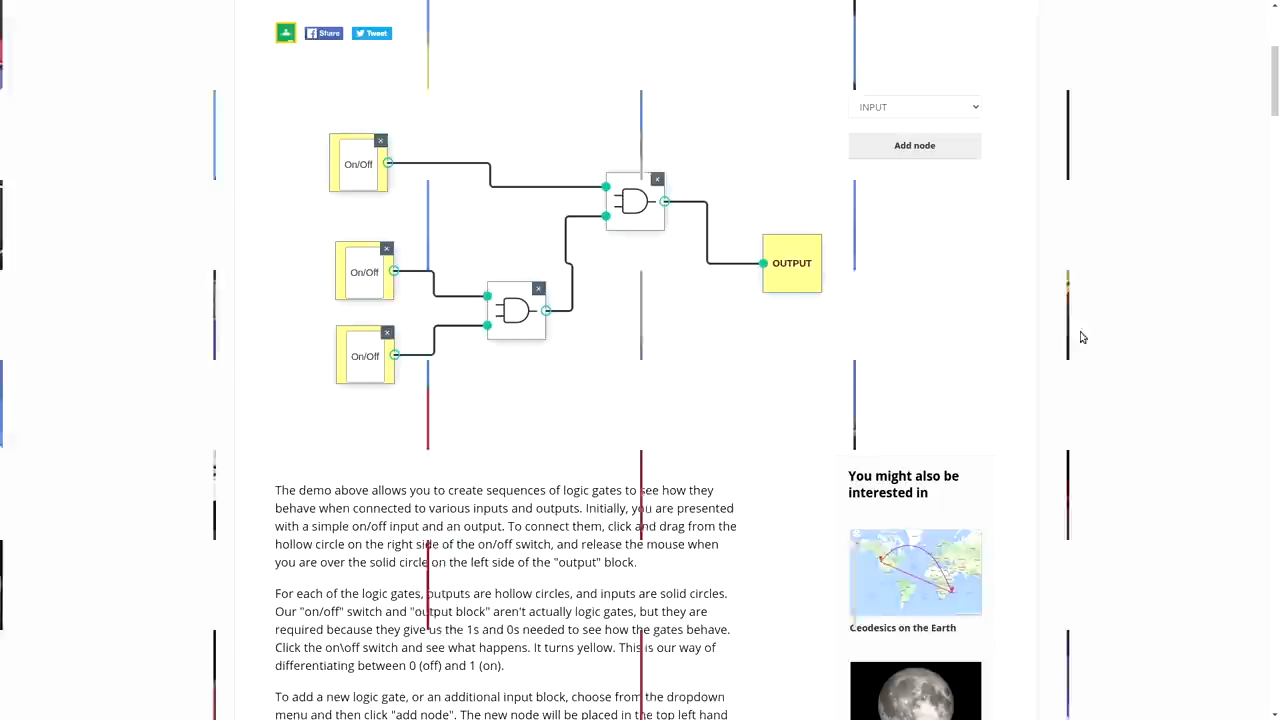 Share
Tweet
INPUT
Add node
On/Off
On/Off
On/Off
OUTPUT
The demo above allows you to create sequences of logic gates to see how they
behave when connected to various inputs and outputs. Initially, you are presented
with a simple on/off input and an output. To connect them, click and drag from the
hollow circle on the right side of the on/off switch, and release the mouse when
you are over the solid circle on the left side of the "output" block.
For each of the logic gates, outputs are hollow circles, and inputs are solid circles.
Our "on/off" switch and "output block" aren't actually logic gates, but they are
required because they give us the 1s and 0s needed to see how the gates behave.
Click the on\off switch and see what happens. It turns yellow. This is our way of
differentiating between 0 (off) and 1 (on).
To add a new logic gate, or an additional input block, choose from the dropdown
menu and then click "add node". The new node will be placed in the top left hand
You might also be
interested in
Geodesics on the Earth